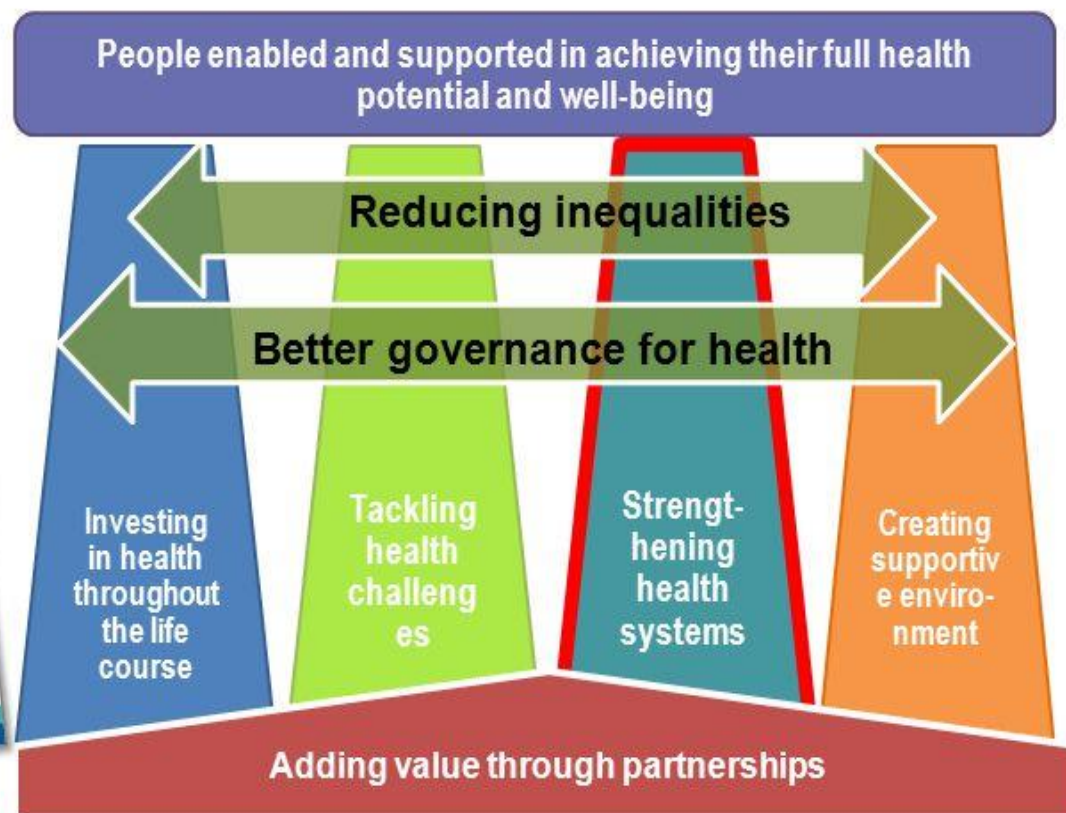 People enabled and supported in achieving their full health
potential and well-being
Reducing inequalities
Better governance for health
Investing
in health
throughout
the life
course
Tackling
health
challeng
es
Strengt-
hening
health
systems
Creating
supportiv
e enviro-
nment
Adding value through partnerships